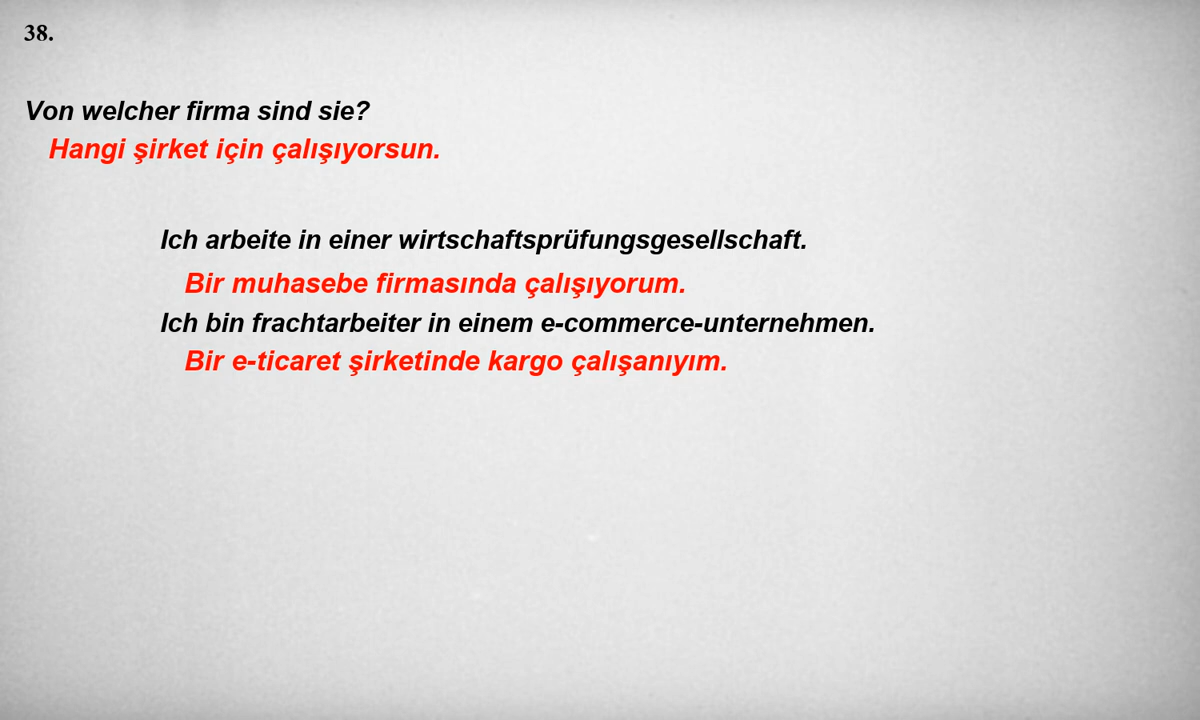 38.
Von welcher firma sind sie?
Hangi şirket için çalışıyorsun.
Ich arbeite in einer wirtschaftsprüfungsgesellschaft.
Bir muhasebe firmasında çalışıyorum.
Ich bin frachtarbeiter in einem e-commerce-unternehmen.
Bir e-ticaret şirketinde kargo çalışanıyım.